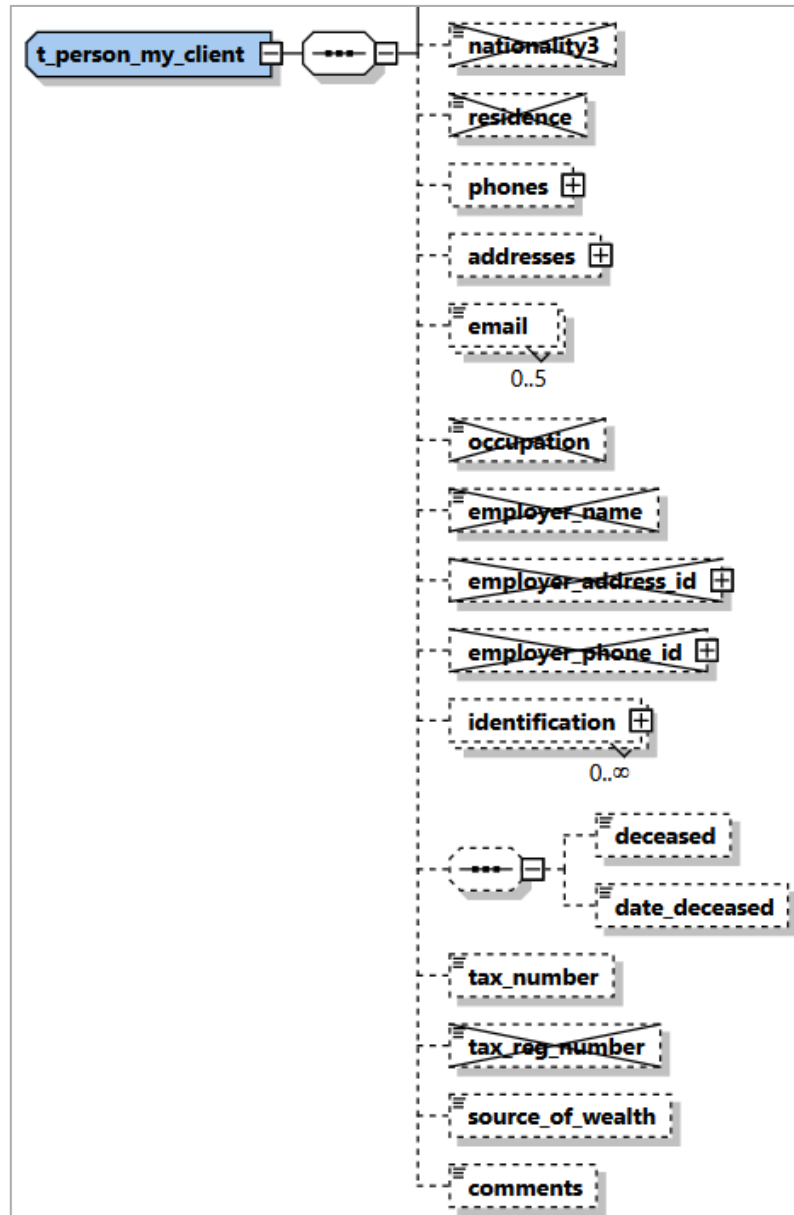 t_person_my_client
nationality3
residence
phones
addresses
email
0..5
occupation
employer_name
employer_address_id
employer_phone_id
identification
0..∞
deceased
date_deceased
tax_number
tax_reg_number
source_of_wealth
comments